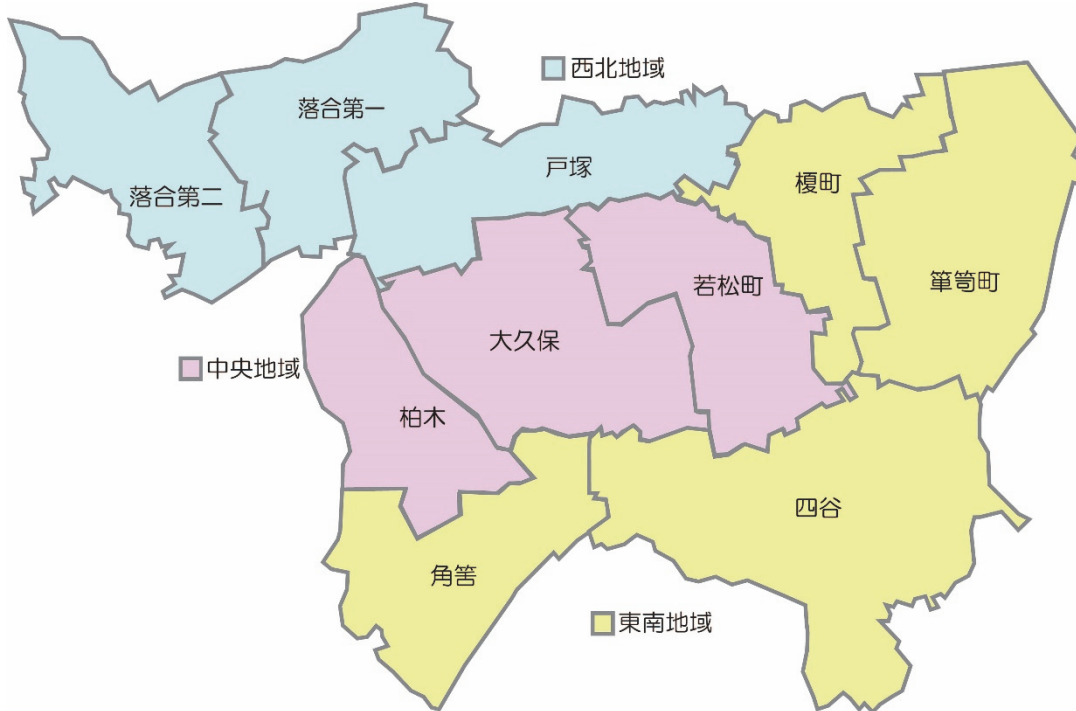 西北地域
落合第一
戸塚
榎町
落合第二
箪笥町
若松町
大久保
中央地域
柏木
四谷
角筈
東南地域